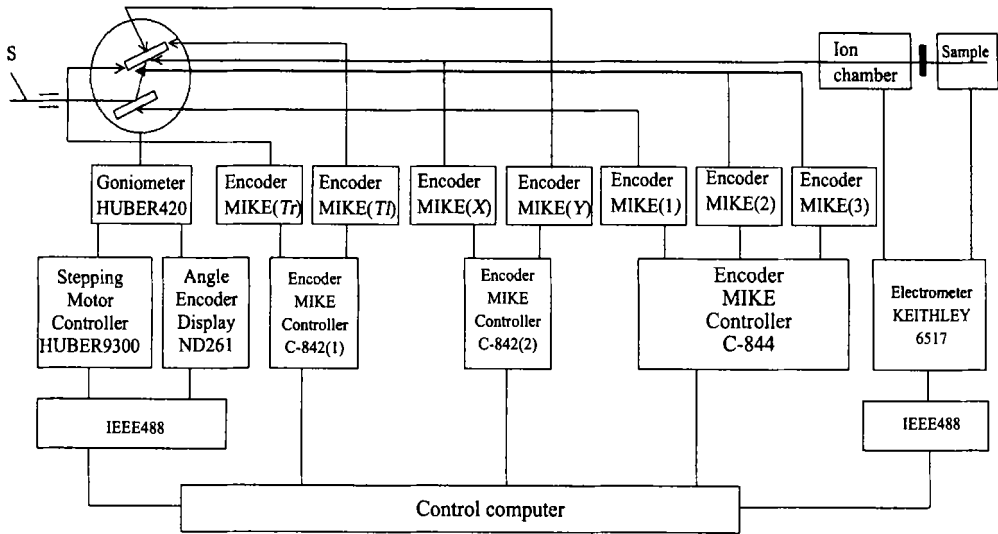 S
Ion
chamber
Sample
Goniometer
HUBER420
Encoder
MIKE(Tr)
Encoder
MIKE(Tl)
Encoder
MIKE(X)
Encoder
MIKE(Y)
Encoder
MIKE(1)
Encoder
MIKE(2)
Encoder
MIKE(3)
Stepping
Motor
Controller
HUBER9300
Angle
Encoder
Display
ND261
Encoder
MIKE
Controller
C-842(1)
Encoder
MIKE
Controller
C-842(2)
Encoder
MIKE
Controller
C-844
Electrometer
KEITHLEY
6517
IEEE488
IEEE488
Control computer